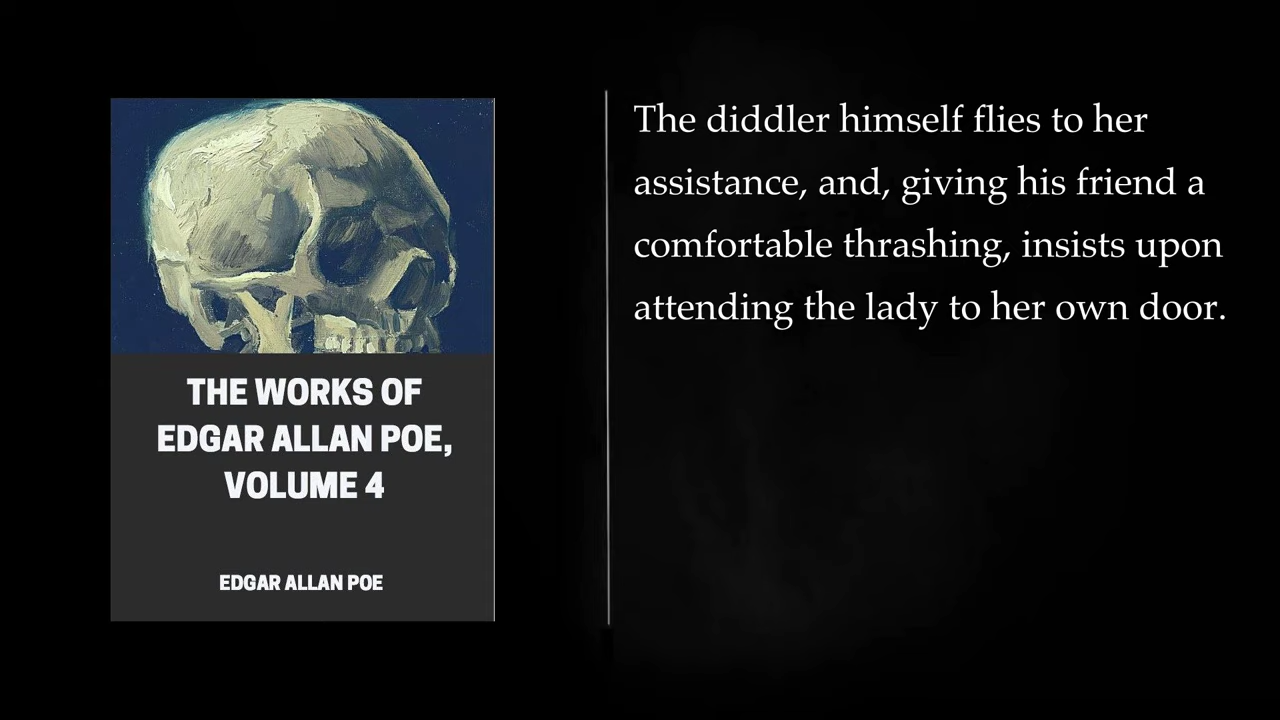 THE WORKS OF
EDGAR ALLAN POE,
VOLUME 4
EDGAR ALLAN POE
The diddler himself flies to her
assistance, and, giving his friend a
comfortable thrashing, insists upon
attending the lady to her own door.